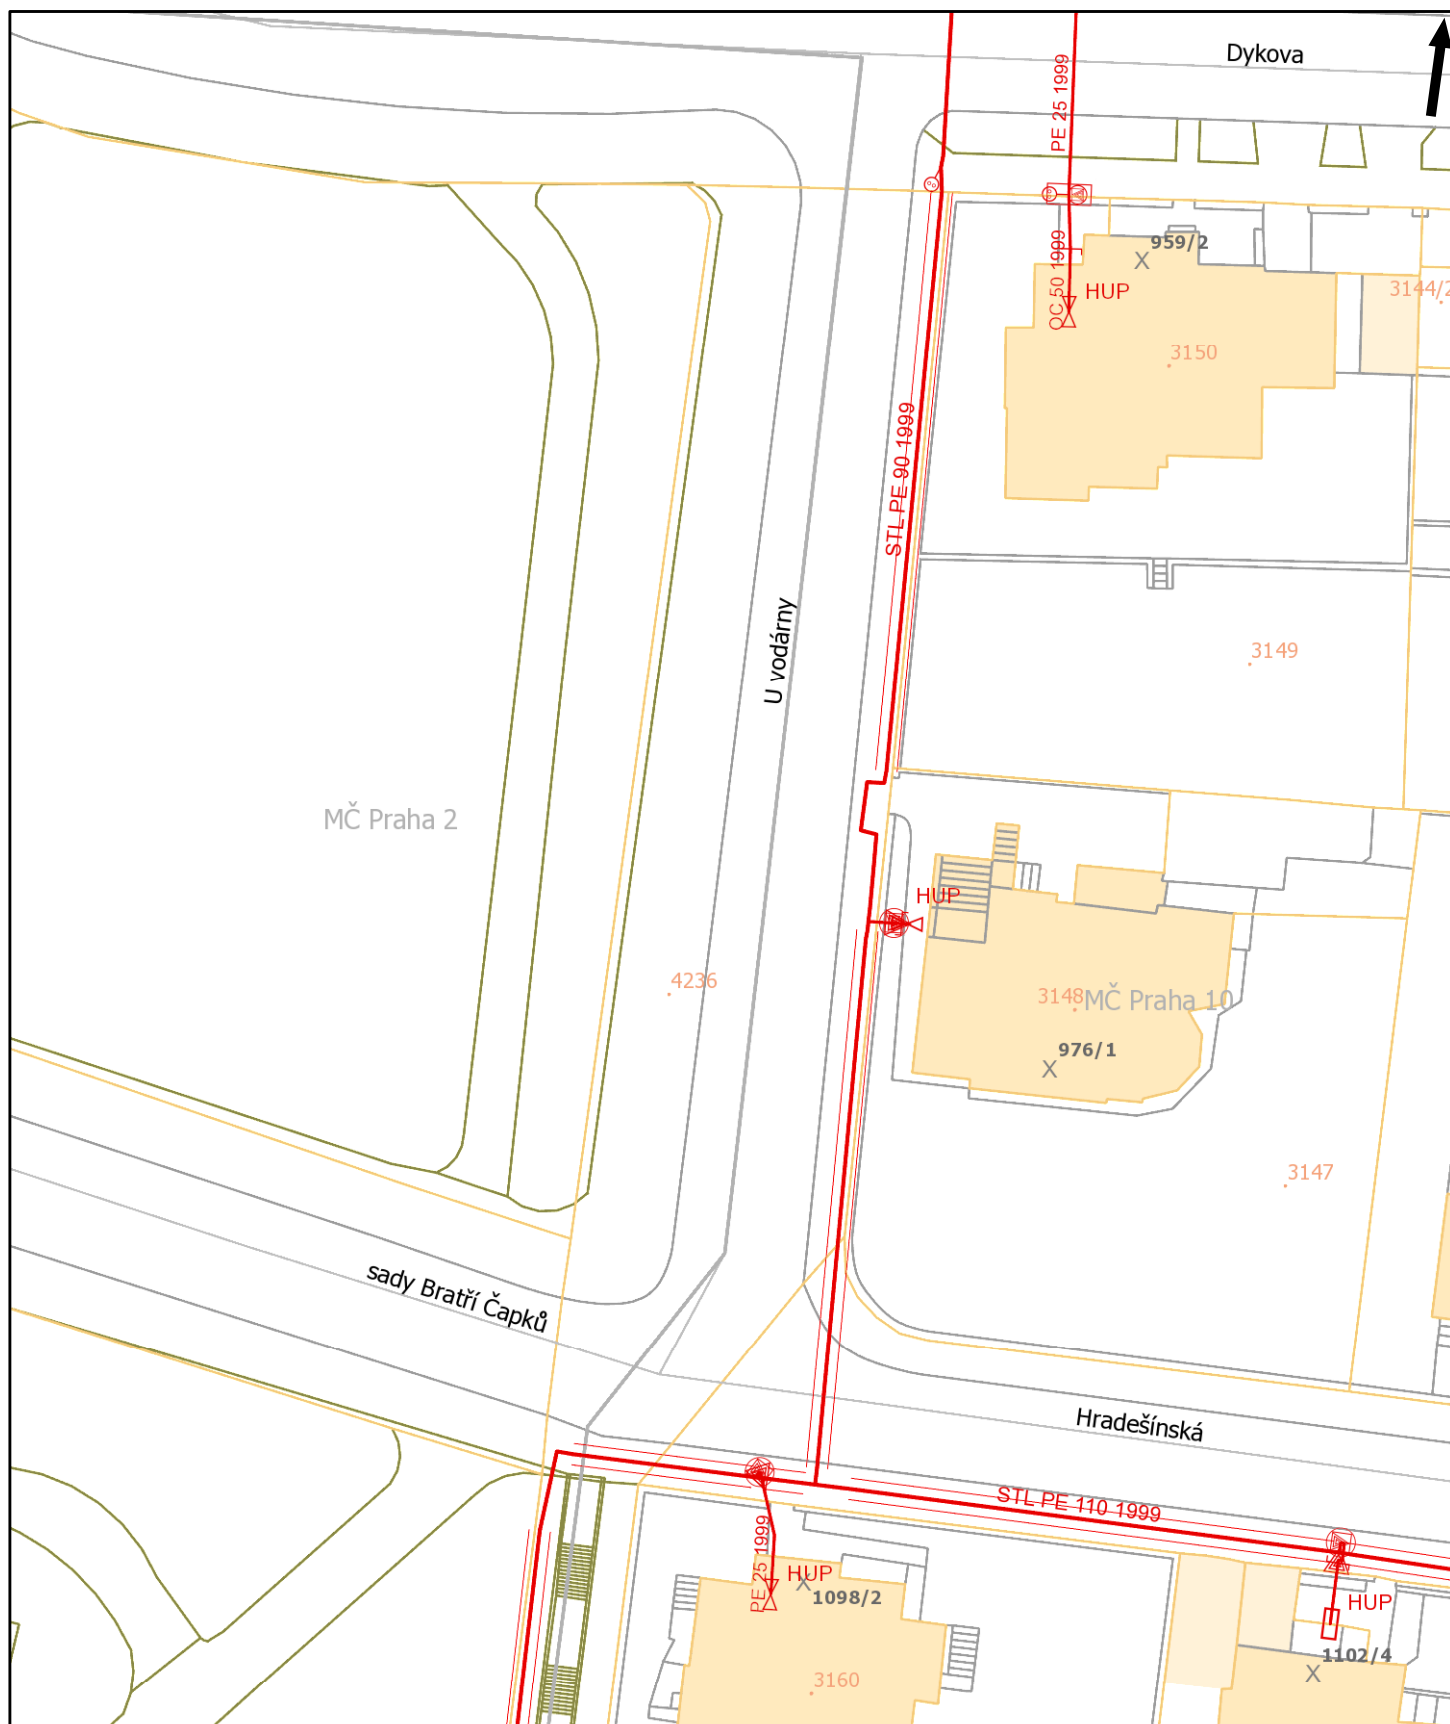 Dykova
PE 25 1999
959/2
OC 50 1999
HUP
3144/2
3150
STL PE 90 1999
U vodárny
3149
MČ Praha 2
HUP
4236
3148
MČ Praha 10
976/1
3147
sady Bratří Čapků
Hradešínská
STL PE 110 1999
PE 25 1999
HUP
1098/2
HUP
1102/4
3160